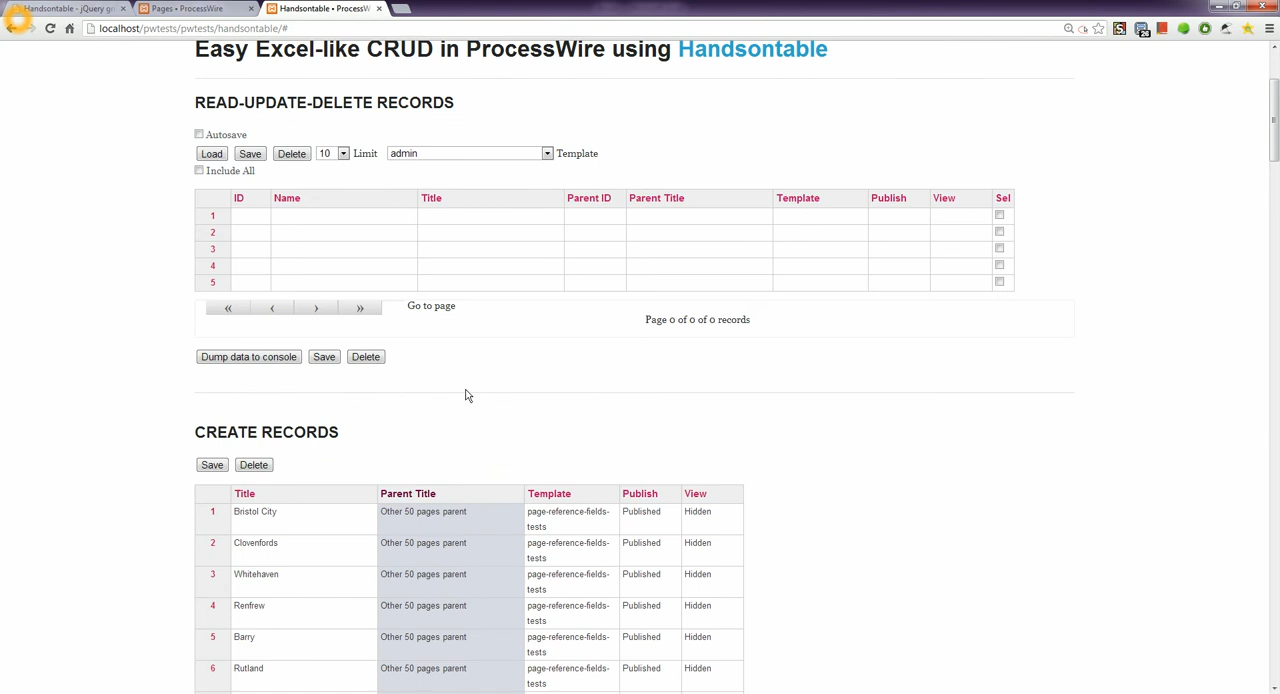 Handsontable - jQuery gr
Pages • ProcessWire
Handsontable • ProcessW
localhost/pwtests/pwtests/handsontable/#
Easy Excel-like CRUD in ProcessWire using Handsontable
READ-UPDATE-DELETE RECORDS
Autosave
Load Save Delete 10 Limit admin Template
Include All
ID Name Title Parent ID Parent Title Template Publish View Sel
1
2
3
4
5
« ‹ › » Go to page
Page 0 of 0 of 0 records
Dump data to console Save Delete
CREATE RECORDS
Save Delete
Title Parent Title Template Publish View
1 Bristol City Other 50 pages parent page-reference-fields- Published Hidden
tests
2 Clovenfords Other 50 pages parent page-reference-fields- Published Hidden
tests
3 Whitehaven Other 50 pages parent page-reference-fields- Published Hidden
tests
4 Renfrew Other 50 pages parent page-reference-fields- Published Hidden
tests
5 Barry Other 50 pages parent page-reference-fields- Published Hidden
tests
6 Rutland Other 50 pages parent page-reference-fields- Published Hidden
tests